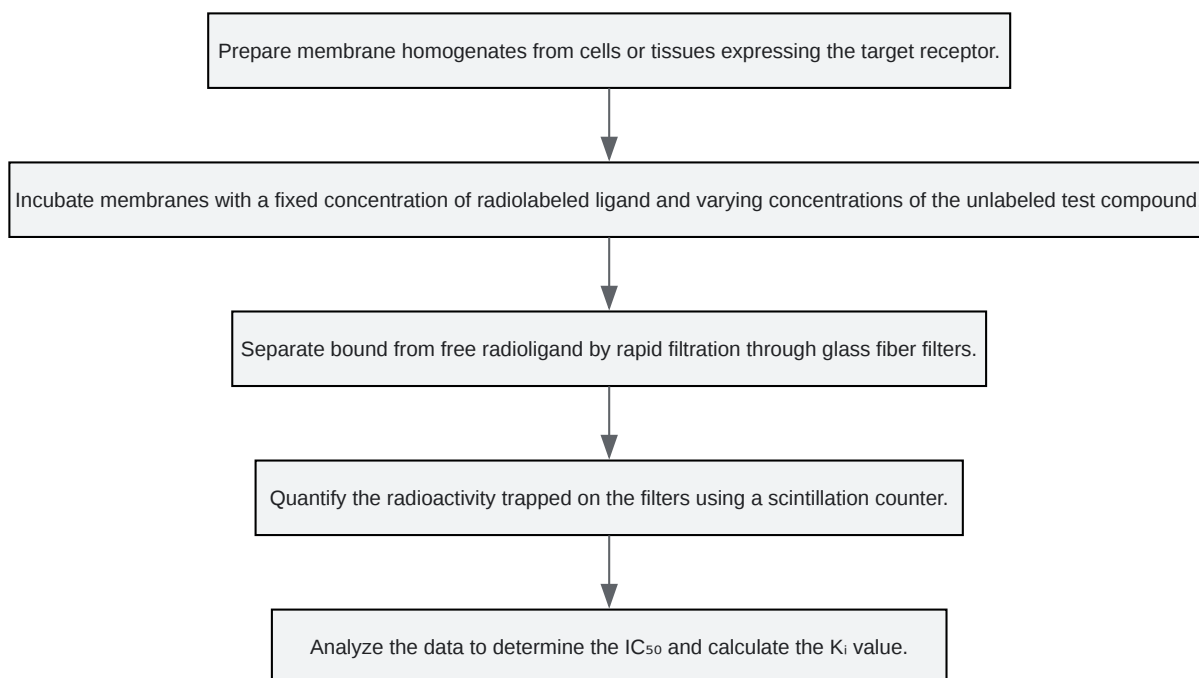 Prepare membrane homogenates from cells or tissues expressing the target receptor.
Incubate membranes with a fixed concentration of radiolabeled ligand and varying concentrations of the unlabeled test compound.
Separate bound from free radioligand by rapid filtration through glass fiber filters.
Quantify the radioactivity trapped on the filters using a scintillation counter.
Analyze the data to determine the IC₅₀ and calculate the Kᵢ value.